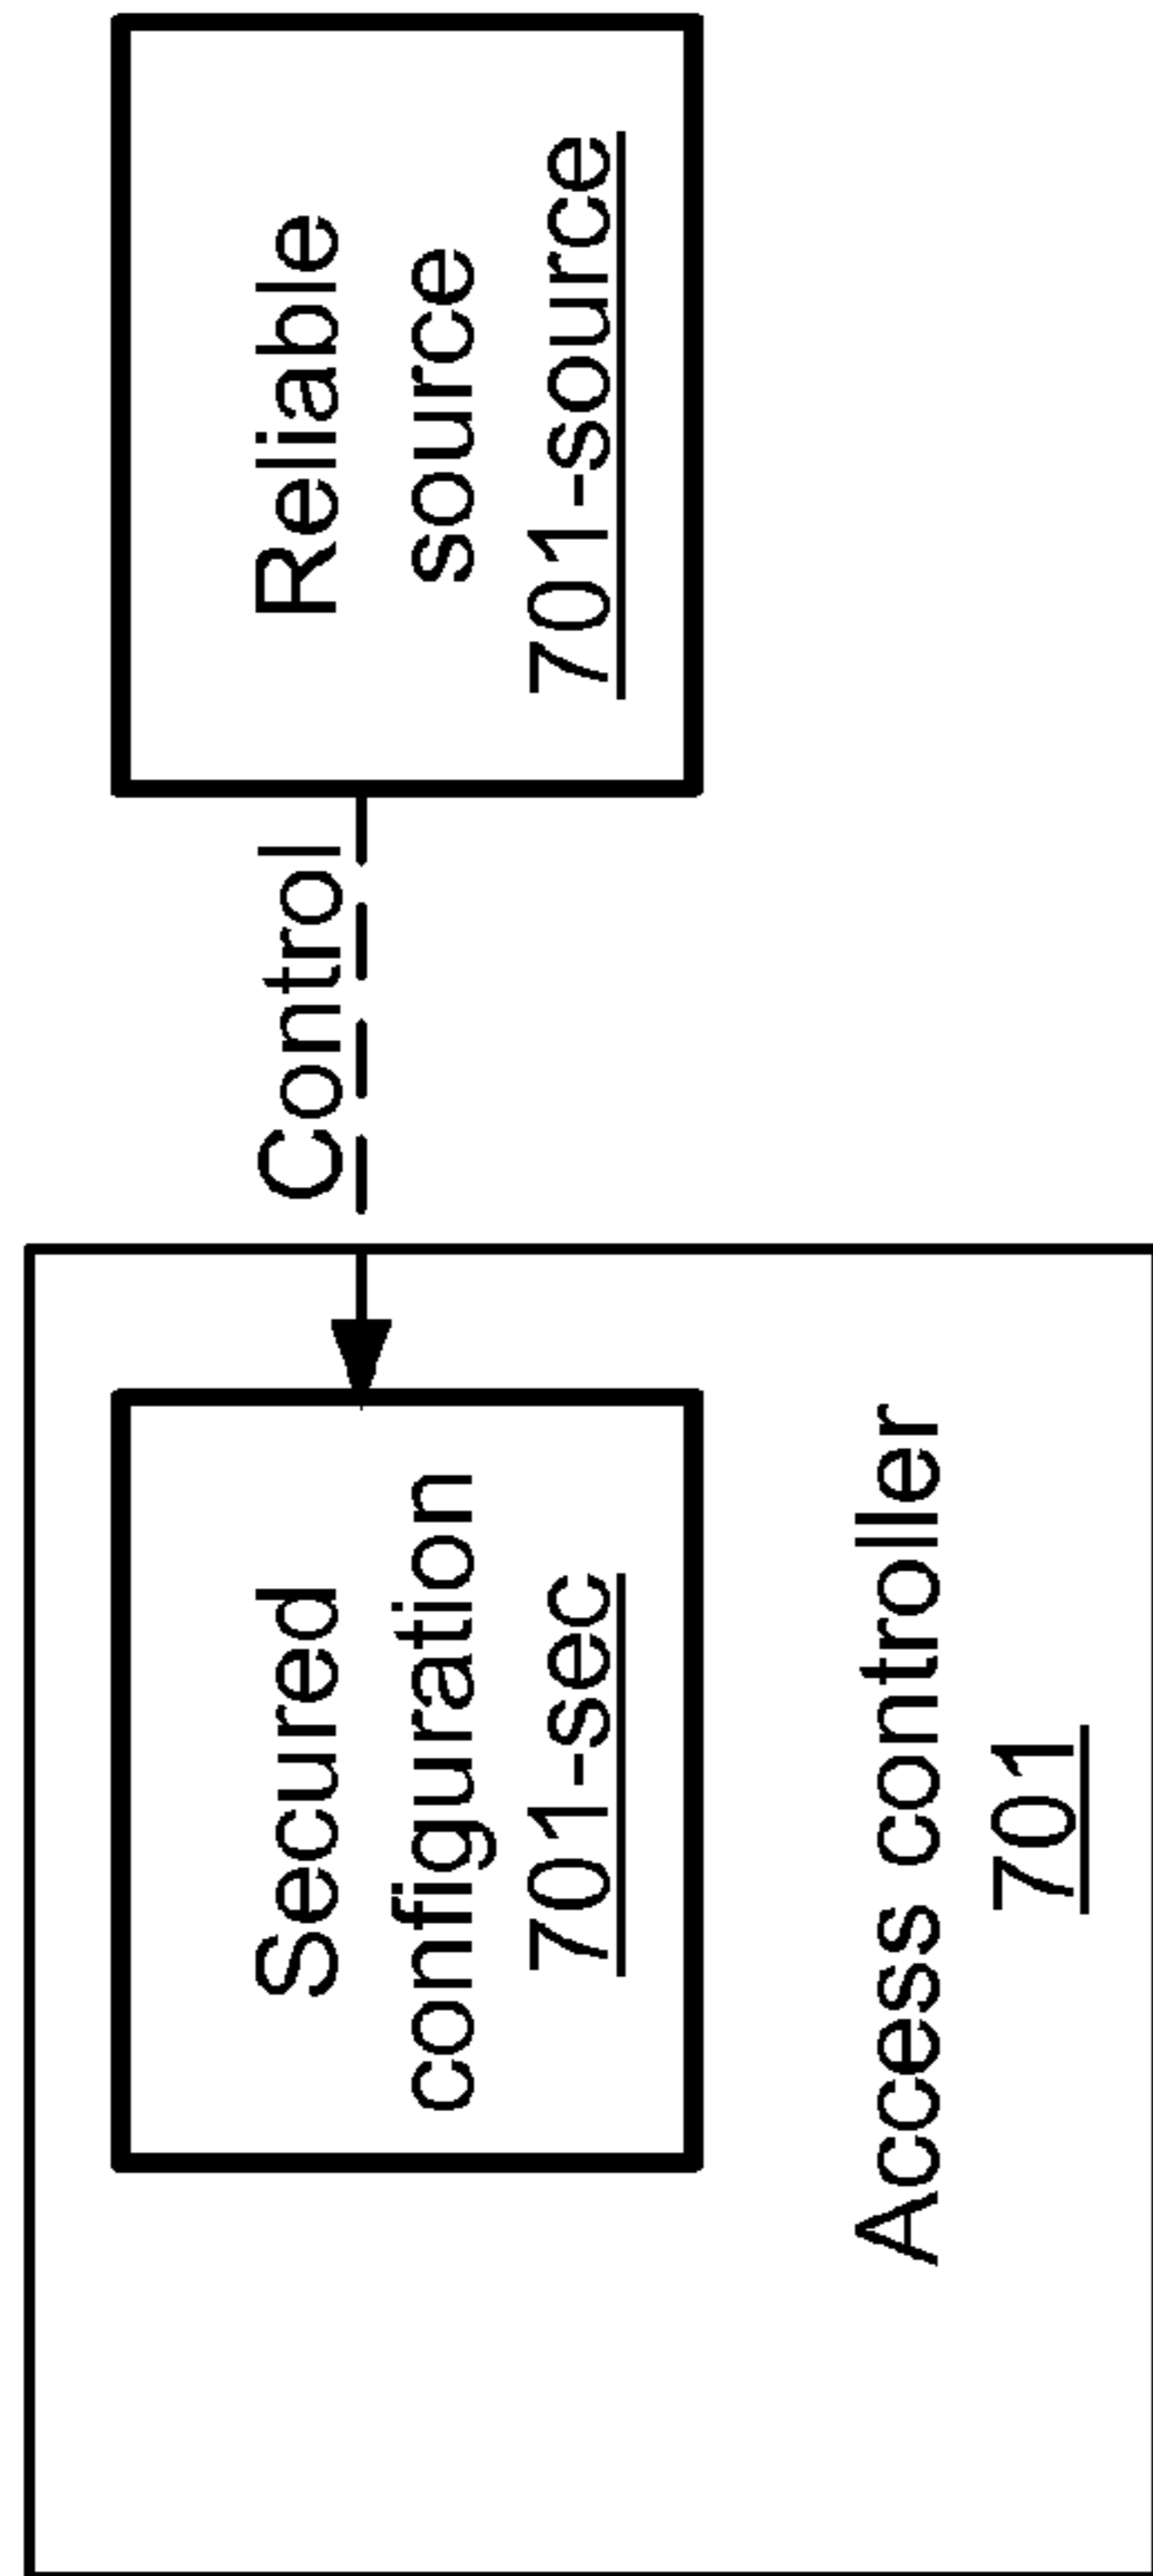 Secured
configuration
701-sec
Access controller
701
Control
Reliable
source
701-source